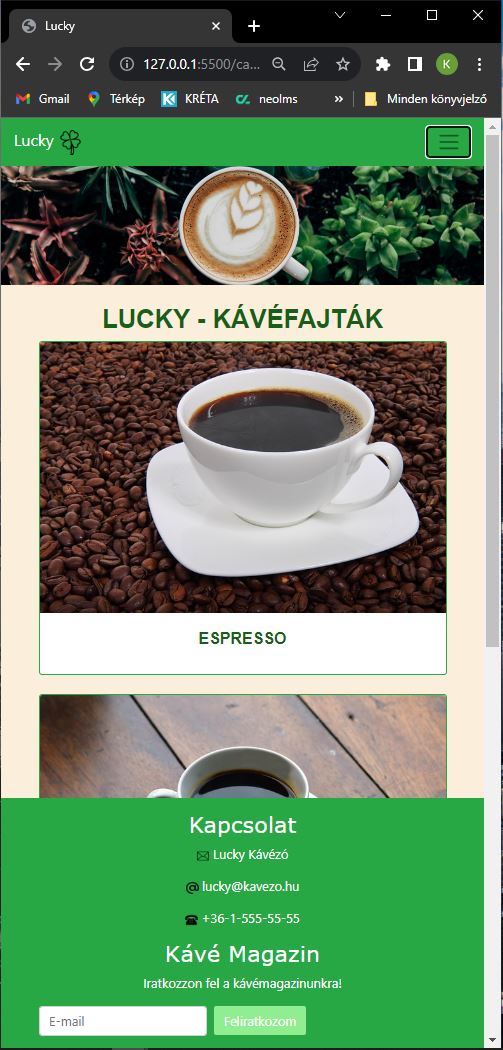 Lucky
127.0.0.1:5500/ca...
K
Gmail
Térkép
KRÉTA
neolms
»
Minden könyvjelző
Lucky
LUCKY - KÁVÉFAJTÁK
ESPRESSO
Kapcsolat
Lucky Kávézó
@ lucky@kavezo.hu
+36-1-555-55-55
Kávé Magazin
Iratkozzon fel a kávémagazinunkra!
E-mail
Feliratkozom